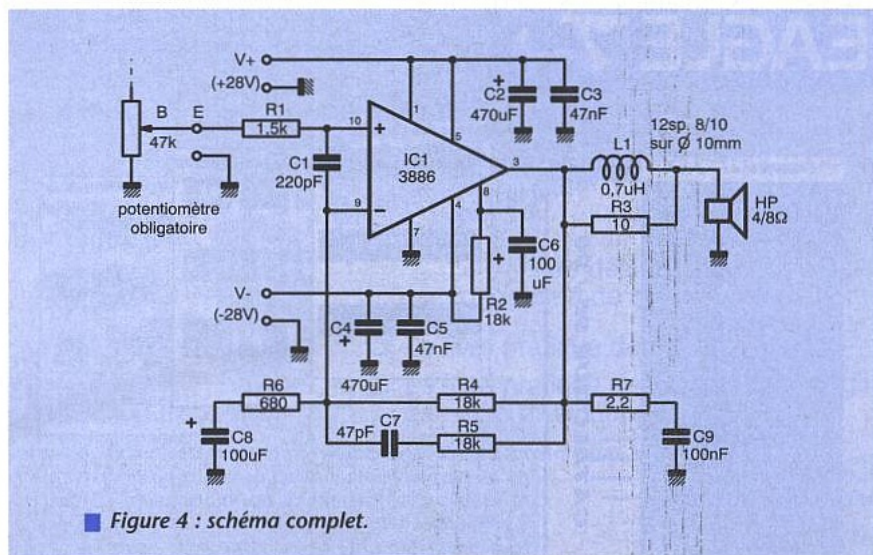 V+
(+28V)
B
47k
E
R1
1,5k
potentiomètre
obligatoire
C1
220pF
10
+
9
-
1
5
IC1
3886
3
8
4
7
+
C2
470uF
C3
47nF
12sp. 8/10
sur Ø 10mm
L1
0,7uH
R3
10
HP
4/8Ω
+
C6
100
uF
R2
18k
V-
(-28V)
C4
+
470uF
C5
47nF
R6
680
R4
18k
R7
2,2
+
C8
100uF
47pF
C7
R5
18k
C9
100nF
Figure 4 : schéma complet.